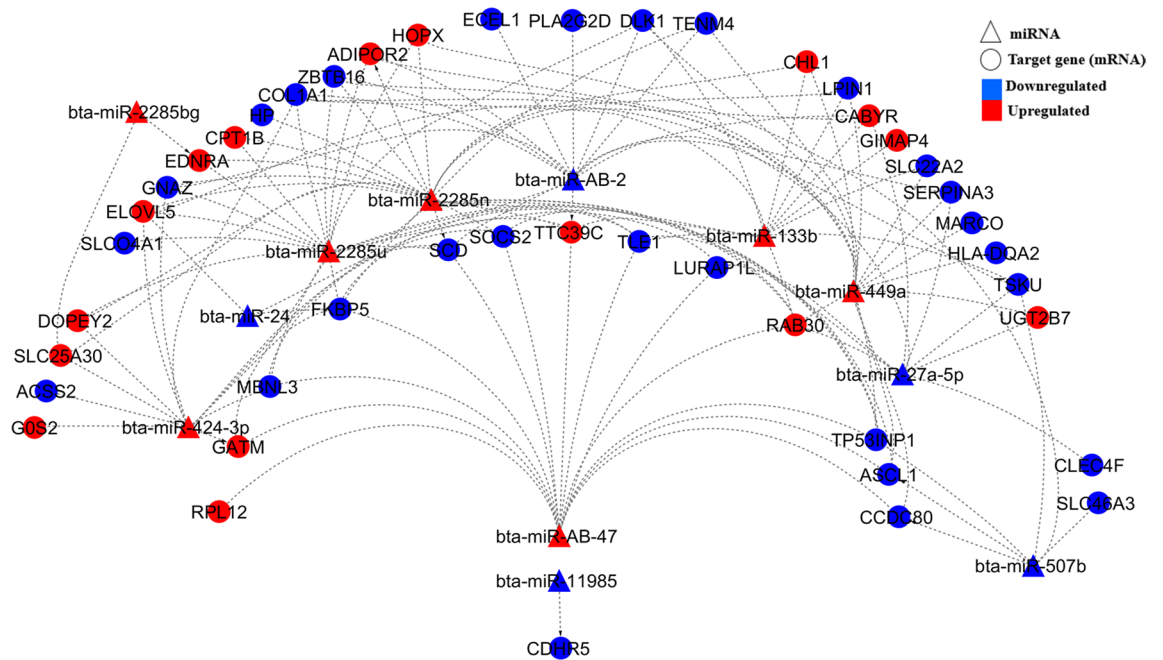 ECEL1
PLA2G2D
DLK1
TENM4
HOPX
miRNA
ADIPOR2
CHL1
Target gene (mRNA)
ZBTB16
LPIN1
Downregulated
COL1A1
Upregulated
bta-miR-2285bg
HP
CABYR
CPT1B
GIMAP4
EDNRA
SLC22A2
GNAZ
bta-miR-AB-2
SERPINA3
bta-miR-2285n
ELOVL5
MARCO
SLCO4A1
SOCS2
TTC39C
TLE1
bta-miR-133b
bta-miR-2285u
SCD
HLA-DQA2
LURAP1L
TSKU
bta-miR-449a
bta-miR-24
FKBP5
DOPEY2
RAB30
UGT2B7
SLC25A30
bta-miR-27a-5p
ACSS2
MBNL3
G0S2
bta-miR-424-3p
GATM
TP53INP1
CLEC4F
ASCL1
RPL12
SLC46A3
CCDC80
bta-miR-AB-47
bta-miR-507b
bta-miR-11985
CDHR5